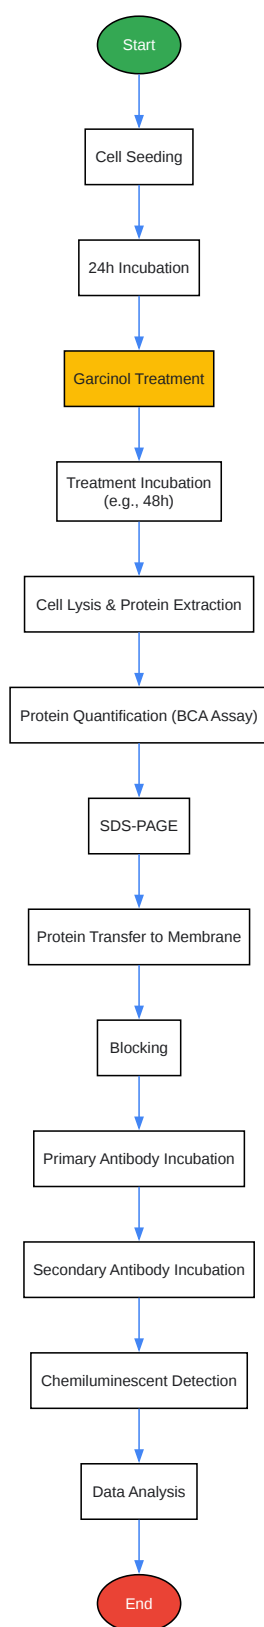 Start
Cell Seeding
24h Incubation
Garcinol Treatment
Treatment Incubation
(e.g., 48h)
Cell Lysis & Protein Extraction
Protein Quantification (BCA Assay)
SDS-PAGE
Protein Transfer to Membrane
Blocking
Primary Antibody Incubation
Secondary Antibody Incubation
Chemiluminescent Detection
Data Analysis
End